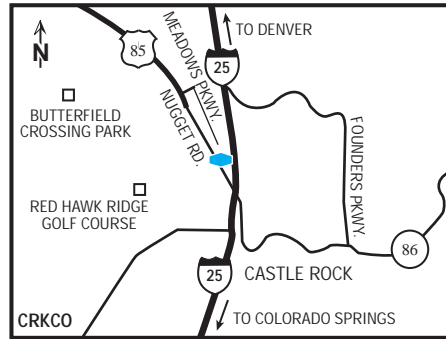 N
85
25
TO DENVER
MEADOWS PKWY.
NUGGET RD.
BUTTERFIELD
CROSSING PARK
FOUNDERS PKWY.
RED HAWK RIDGE
GOLF COURSE
86
25
CASTLE ROCK
TO COLORADO SPRINGS
CRKCO